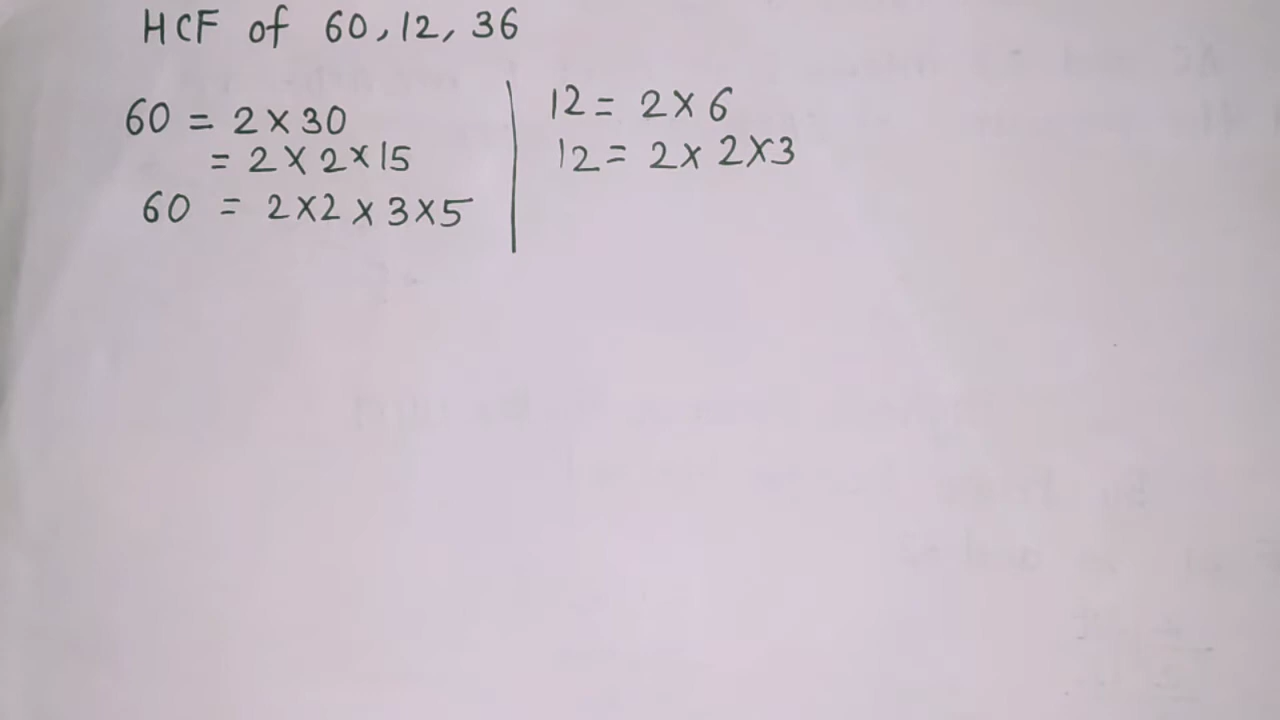 HCF of 60, 12, 36
60 = 2 × 30
= 2 × 2 × 15
60 = 2 × 2 × 3 × 5
12 = 2 × 6
12 = 2 × 2 × 3